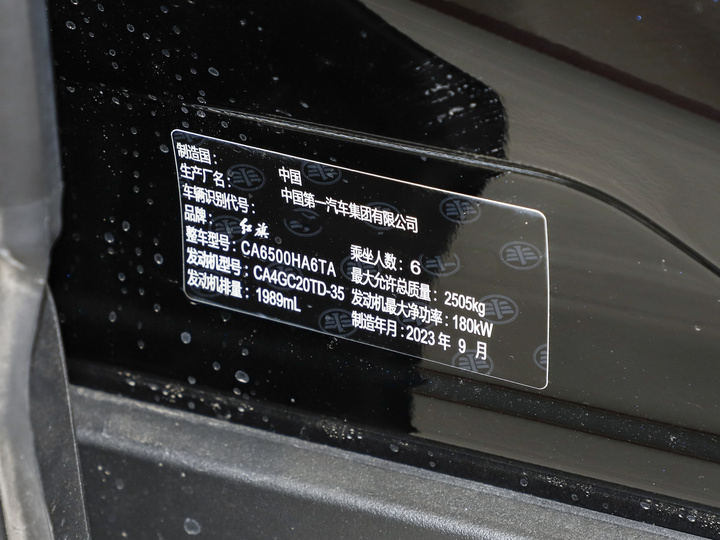 制造国： 中国
生产厂名： 中国第一汽车集团有限公司
车辆识别代号：
品牌： 红旗
整车型号：CA6500HA6TA 乘坐人数：6
发动机型号：CA4GC20TD-35 最大允许总质量：2505kg
发动机排量：1989mL 发动机最大净功率：180kW
制造年月：2023 年 9 月